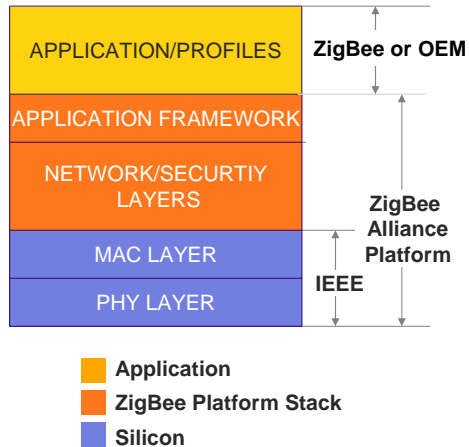 APPLICATION/PROFILES
ZigBee or OEM
APPLICATION FRAMEWORK
NETWORK/SECURTIY
LAYERS
ZigBee
Alliance
Platform
MAC LAYER
IEEE
PHY LAYER
Application
ZigBee Platform Stack
Silicon